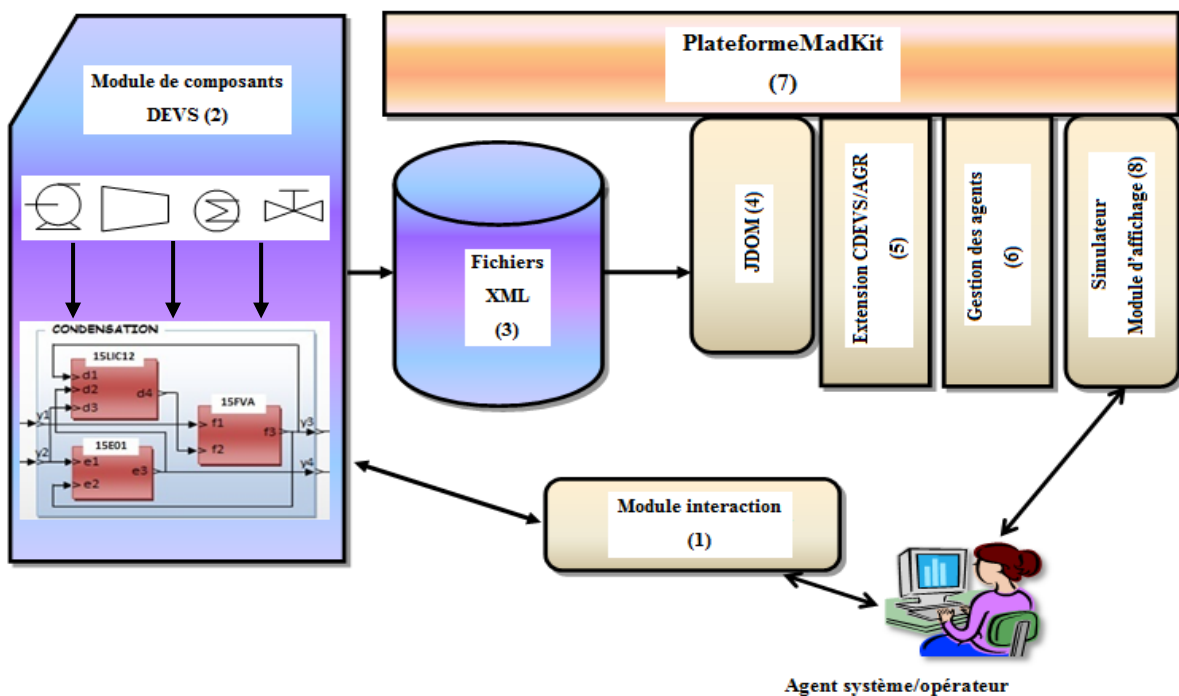 PlateformeMadKit
(7)
Module de composants
DEVS (2)
Fichiers
XML
(3)
JDOM (4)
Extension CDEVS/AGR
(5)
Gestion des agents
(6)
Simulateur
Module d'affichage (8)
CONDENSATION
15LIC12
d1
d2
d3
d4
15FVA
f1
f2
f3
15E01
e1
e2
e3
y1
y2
y3
y4
Module interaction
(1)
Agent système/opérateur